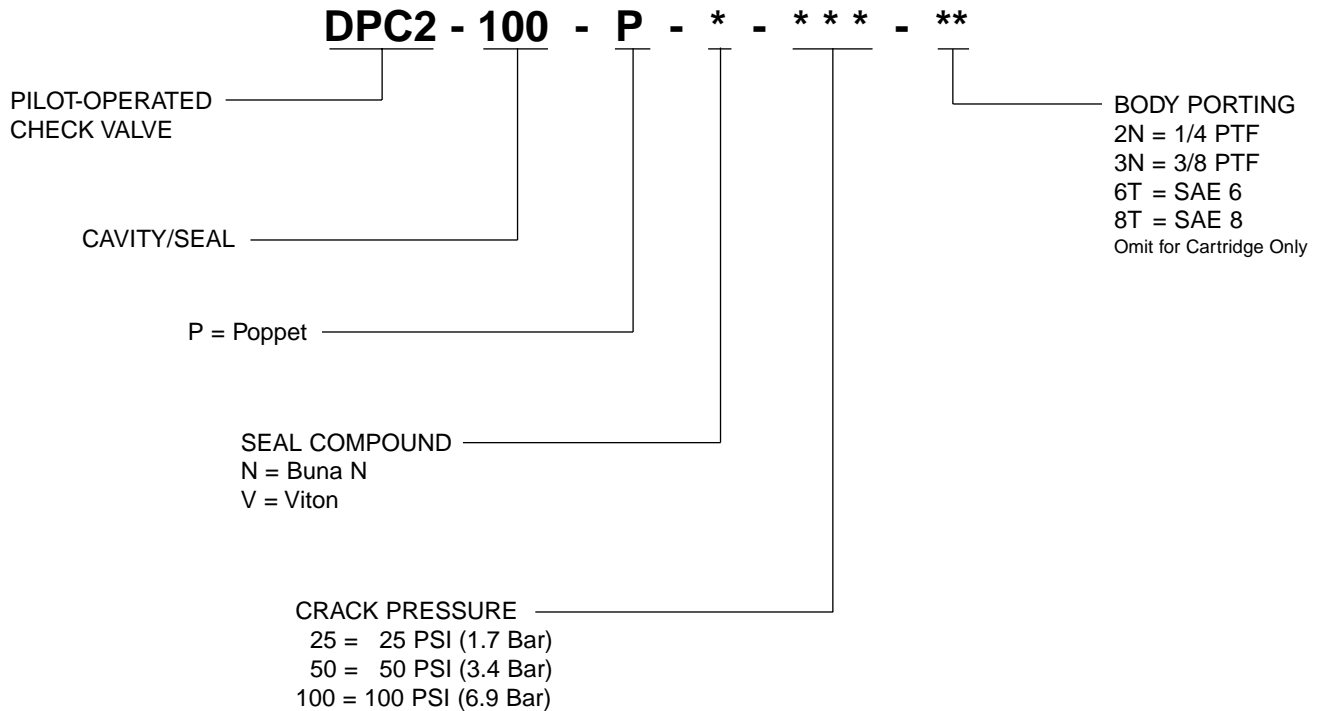 DPC2 - 100 - P - * - * * * - **
PILOT-OPERATED
CHECK VALVE
BODY PORTING
2N = 1/4 PTF
3N = 3/8 PTF
6T = SAE 6
8T = SAE 8
Omit for Cartridge Only
CAVITY/SEAL
P = Poppet
SEAL COMPOUND
N = Buna N
V = Viton
CRACK PRESSURE
25 = 25 PSI (1.7 Bar)
50 = 50 PSI (3.4 Bar)
100 = 100 PSI (6.9 Bar)